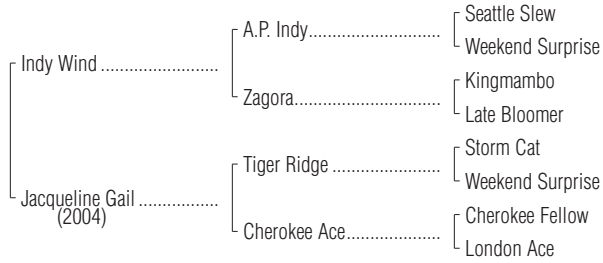 Seattle Slew
A.P. Indy
Weekend Surprise
Indy Wind
Kingmambo
Zagora
Late Bloomer
Storm Cat
Tiger Ridge
Weekend Surprise
Jacqueline Gail
(2004)
Cherokee Fellow
Cherokee Ace
London Ace